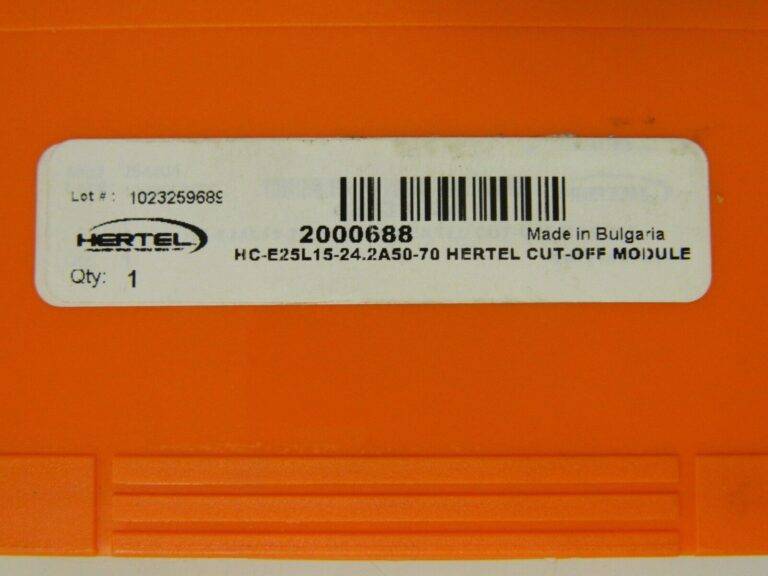 Lot #: 1023259689
HERTEL
2000688
Made in Bulgaria
HC-E25L15-24.2A50-70 HERTEL CUT-OFF MODULE
Qty: 1